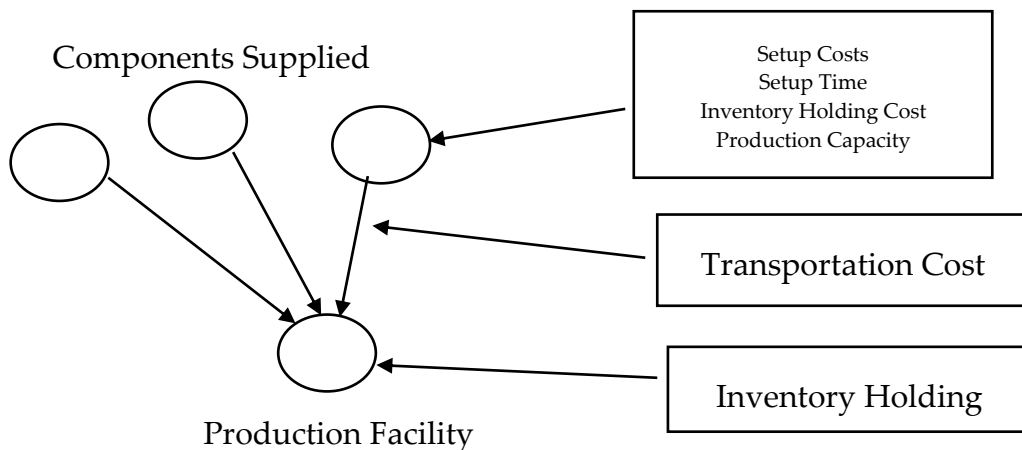 Components Supplied
Setup Costs
Setup Time
Inventory Holding Cost
Production Capacity
Transportation Cost
Inventory Holding
Production Facility